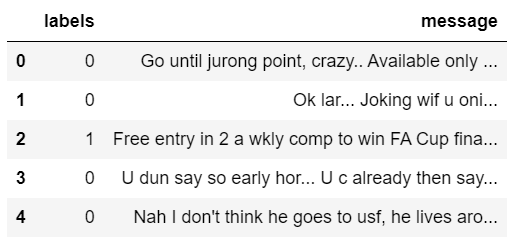 labels message
0 0 Go until jurong point, crazy.. Available only ...
1 0 Ok lar... Joking wif u oni...
2 1 Free entry in 2 a wkly comp to win FA Cup fina...
3 0 U dun say so early hor... U c already then say...
4 0 Nah I don't think he goes to usf, he lives aro...